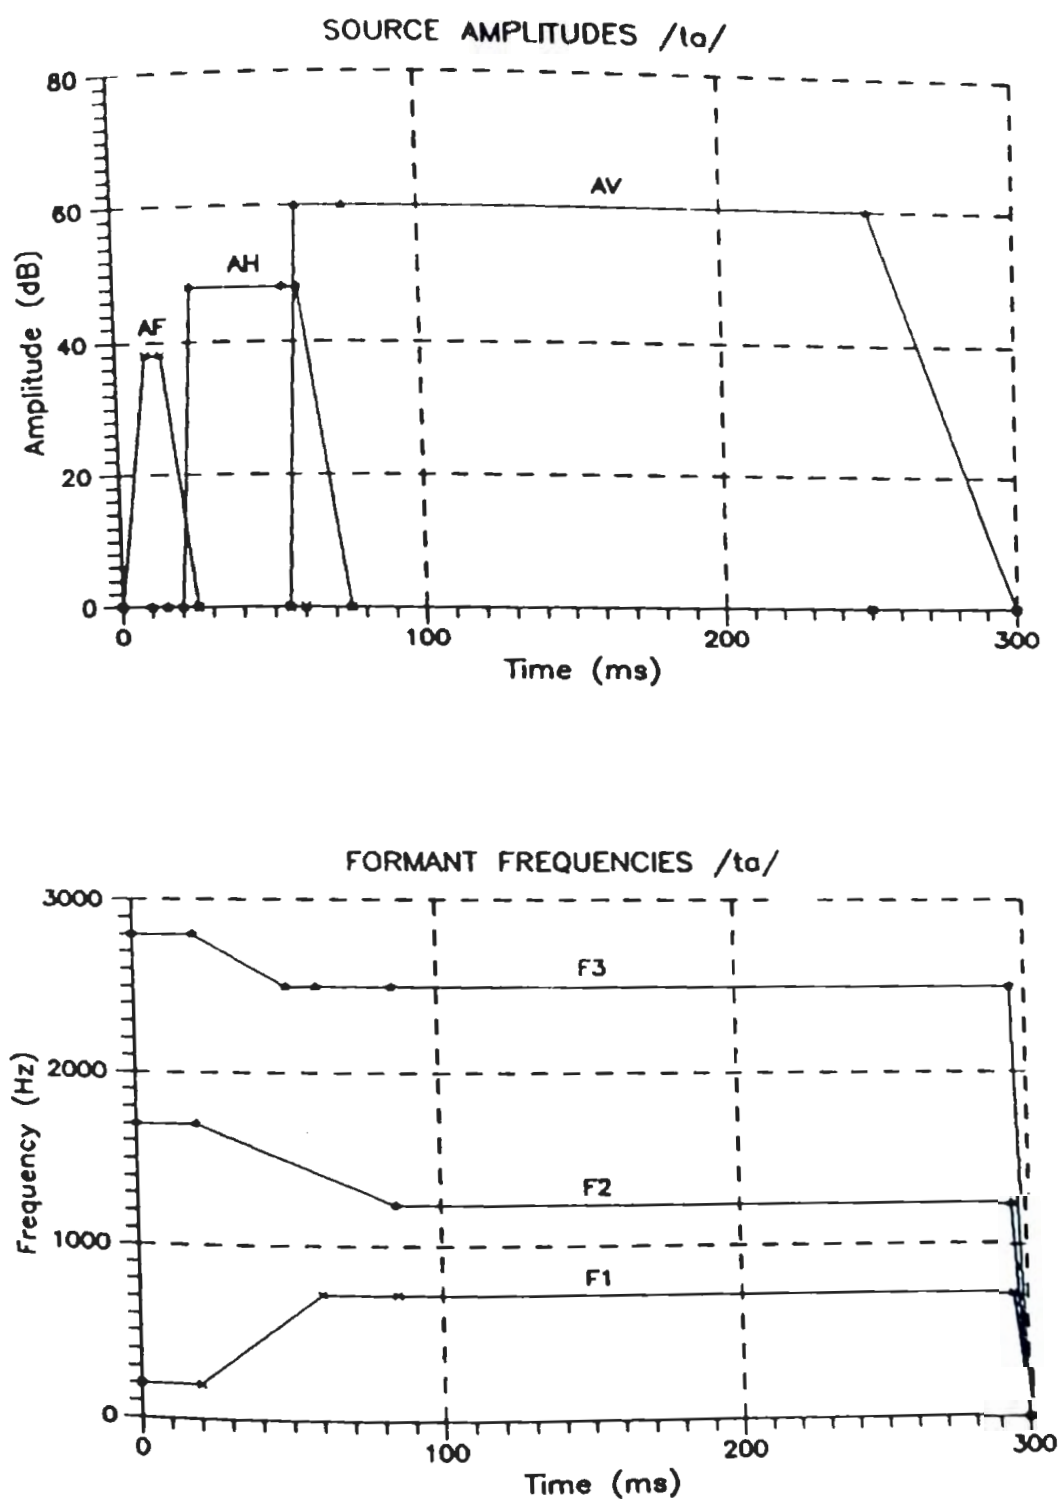 SOURCE AMPLITUDES /ta/
80
60
40
20
0
Amplitude (dB)
AF
AH
AV
0 100 200 300
Time (ms)
FORMANT FREQUENCIES /ta/
3000
2000
1000
0
Frequency (Hz)
F3
F2
F1
0 100 200 300
Time (ms)